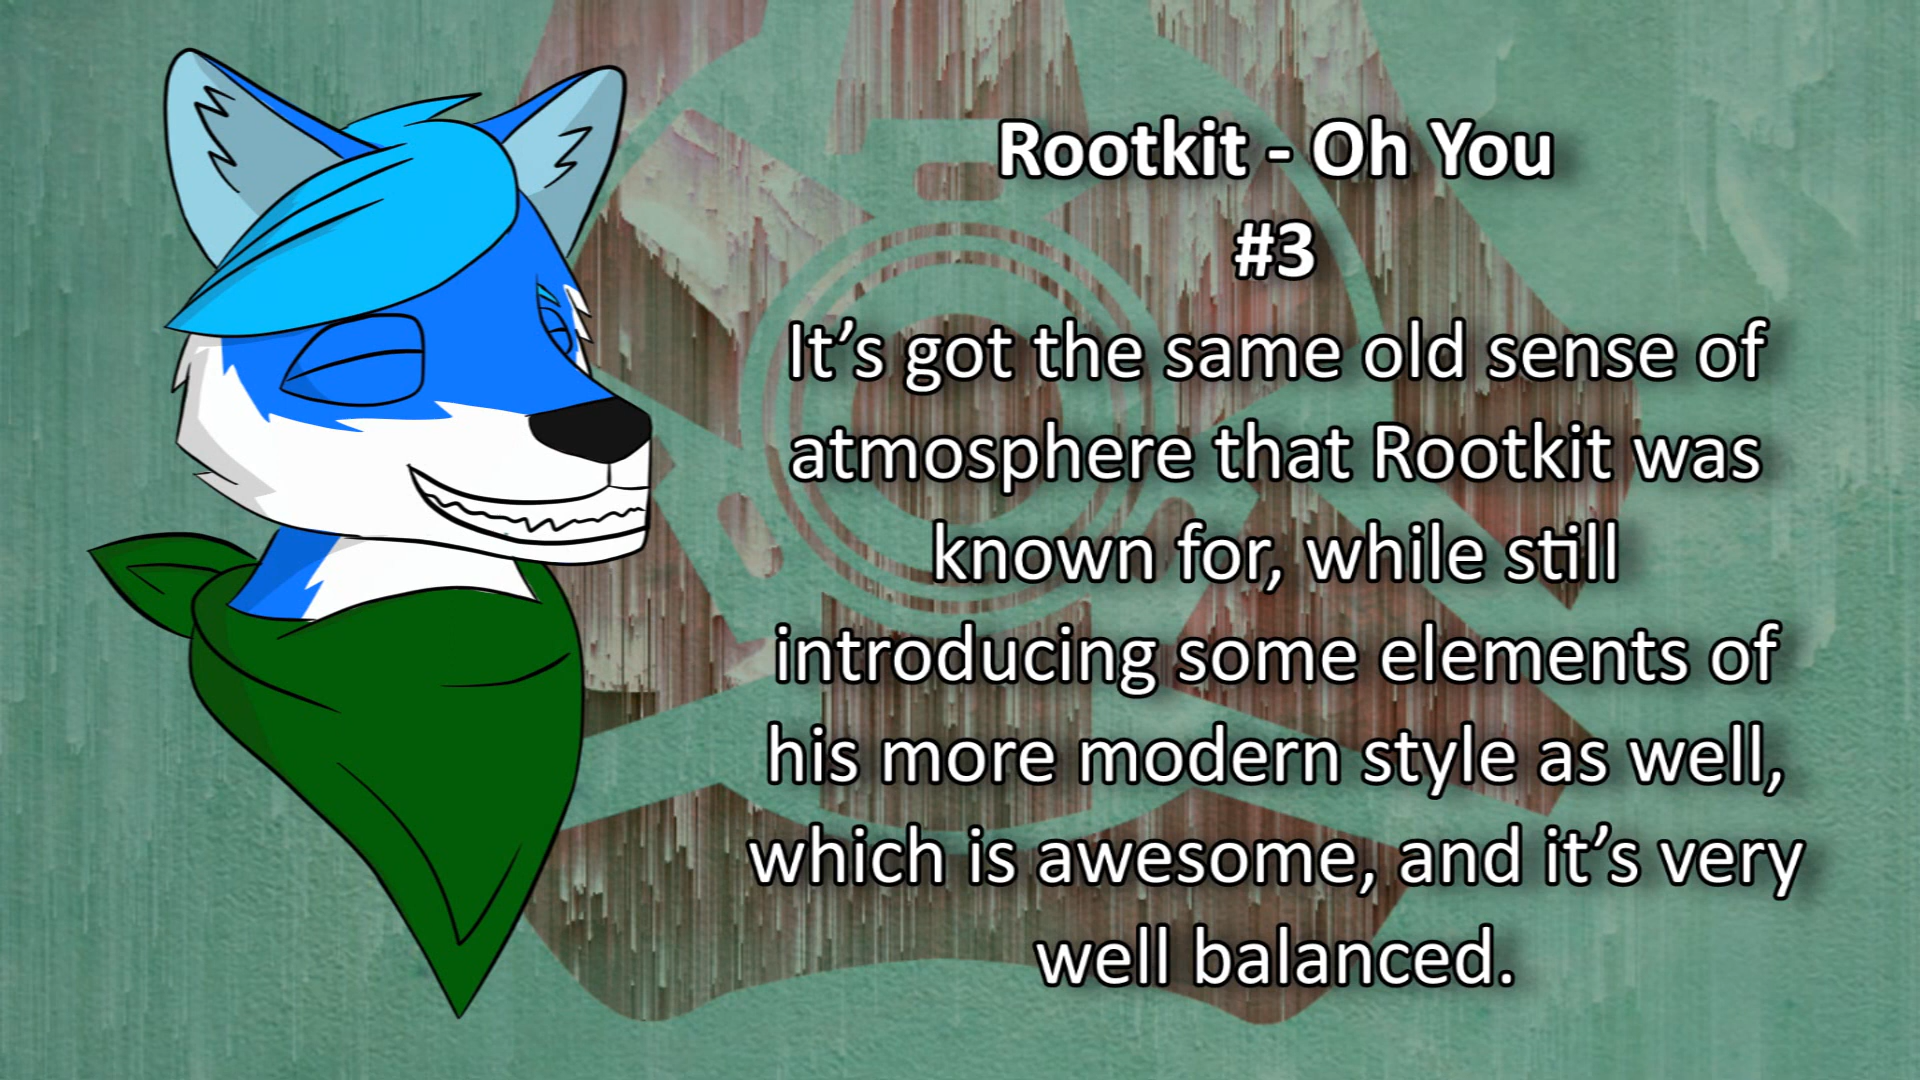 Rootkit - Oh You
#3
It’s got the same old sense of
atmosphere that Rootkit was
known for, while still
introducing some elements of
his more modern style as well,
which is awesome, and it’s very
well balanced.